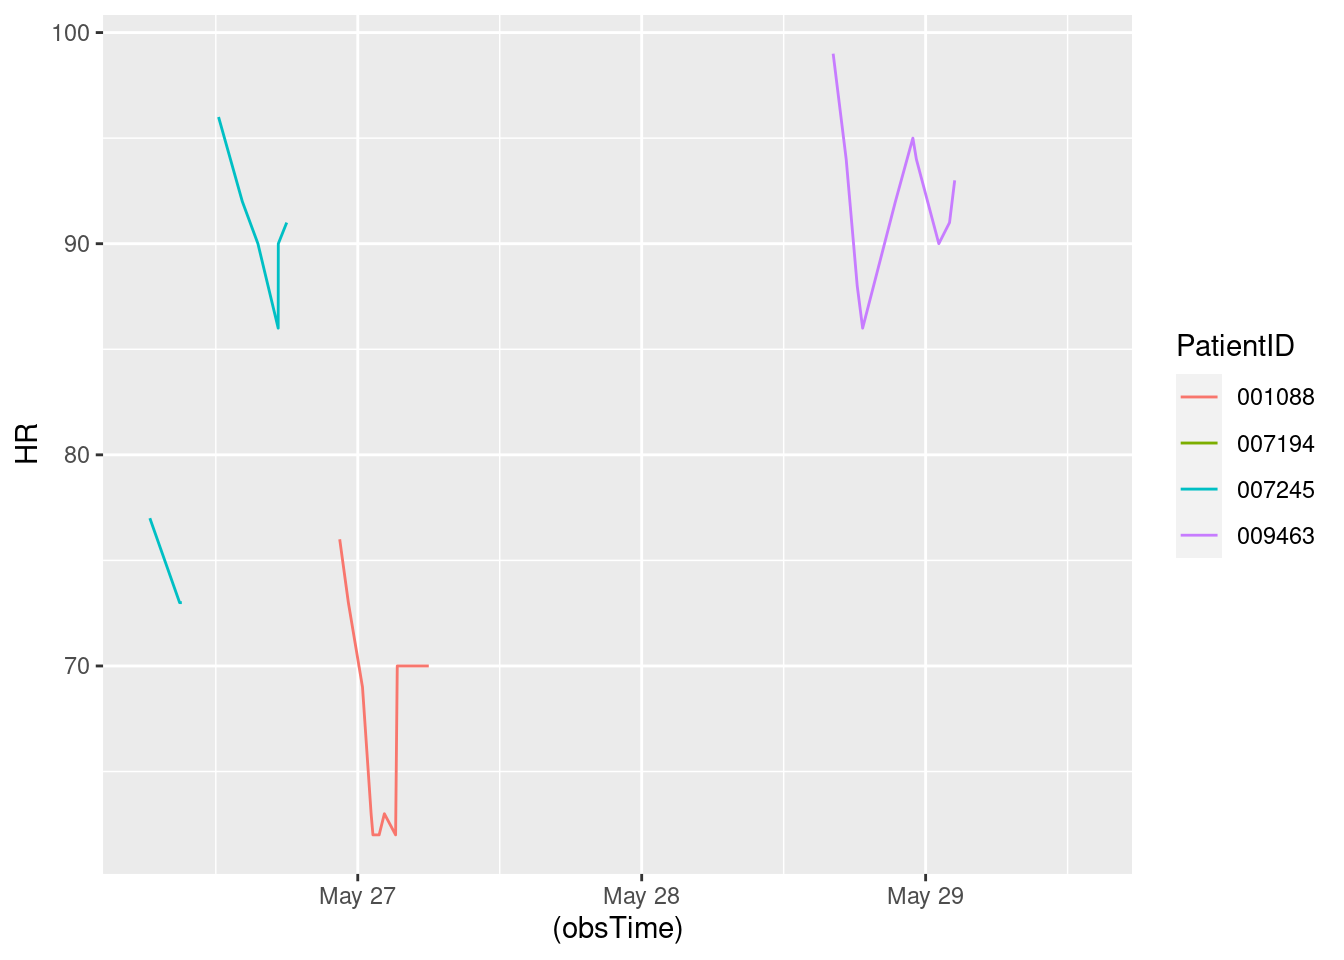 100
90
80
70
HR
May 27
May 28
May 29
(obsTime)
PatientID
001088
007194
007245
009463